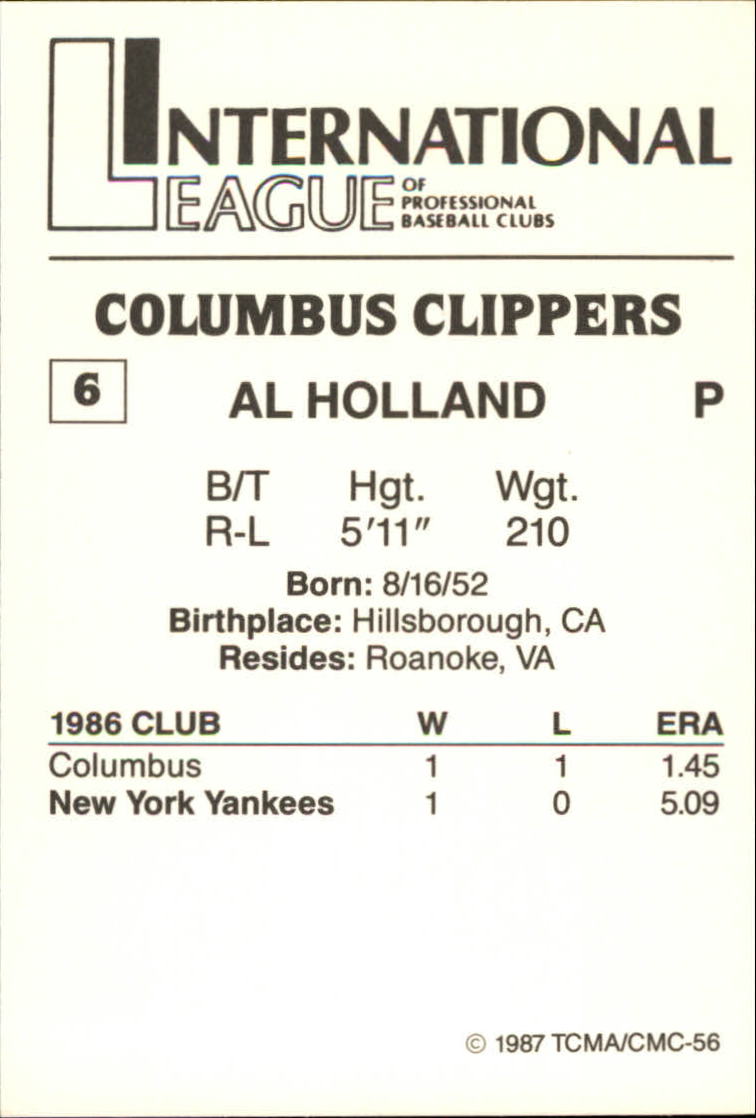 INTERNATIONAL
LEAGUE OF
PROFESSIONAL
BASEBALL CLUBS
COLUMBUS CLIPPERS
6 AL HOLLAND P
B/T Hgt. Wgt.
R-L 5'11" 210
Born: 8/16/52
Birthplace: Hillsborough, CA
Resides: Roanoke, VA
1986 CLUB W L ERA
Columbus 1 1 1.45
New York Yankees 1 0 5.09
© 1987 TCMA/CMC-56